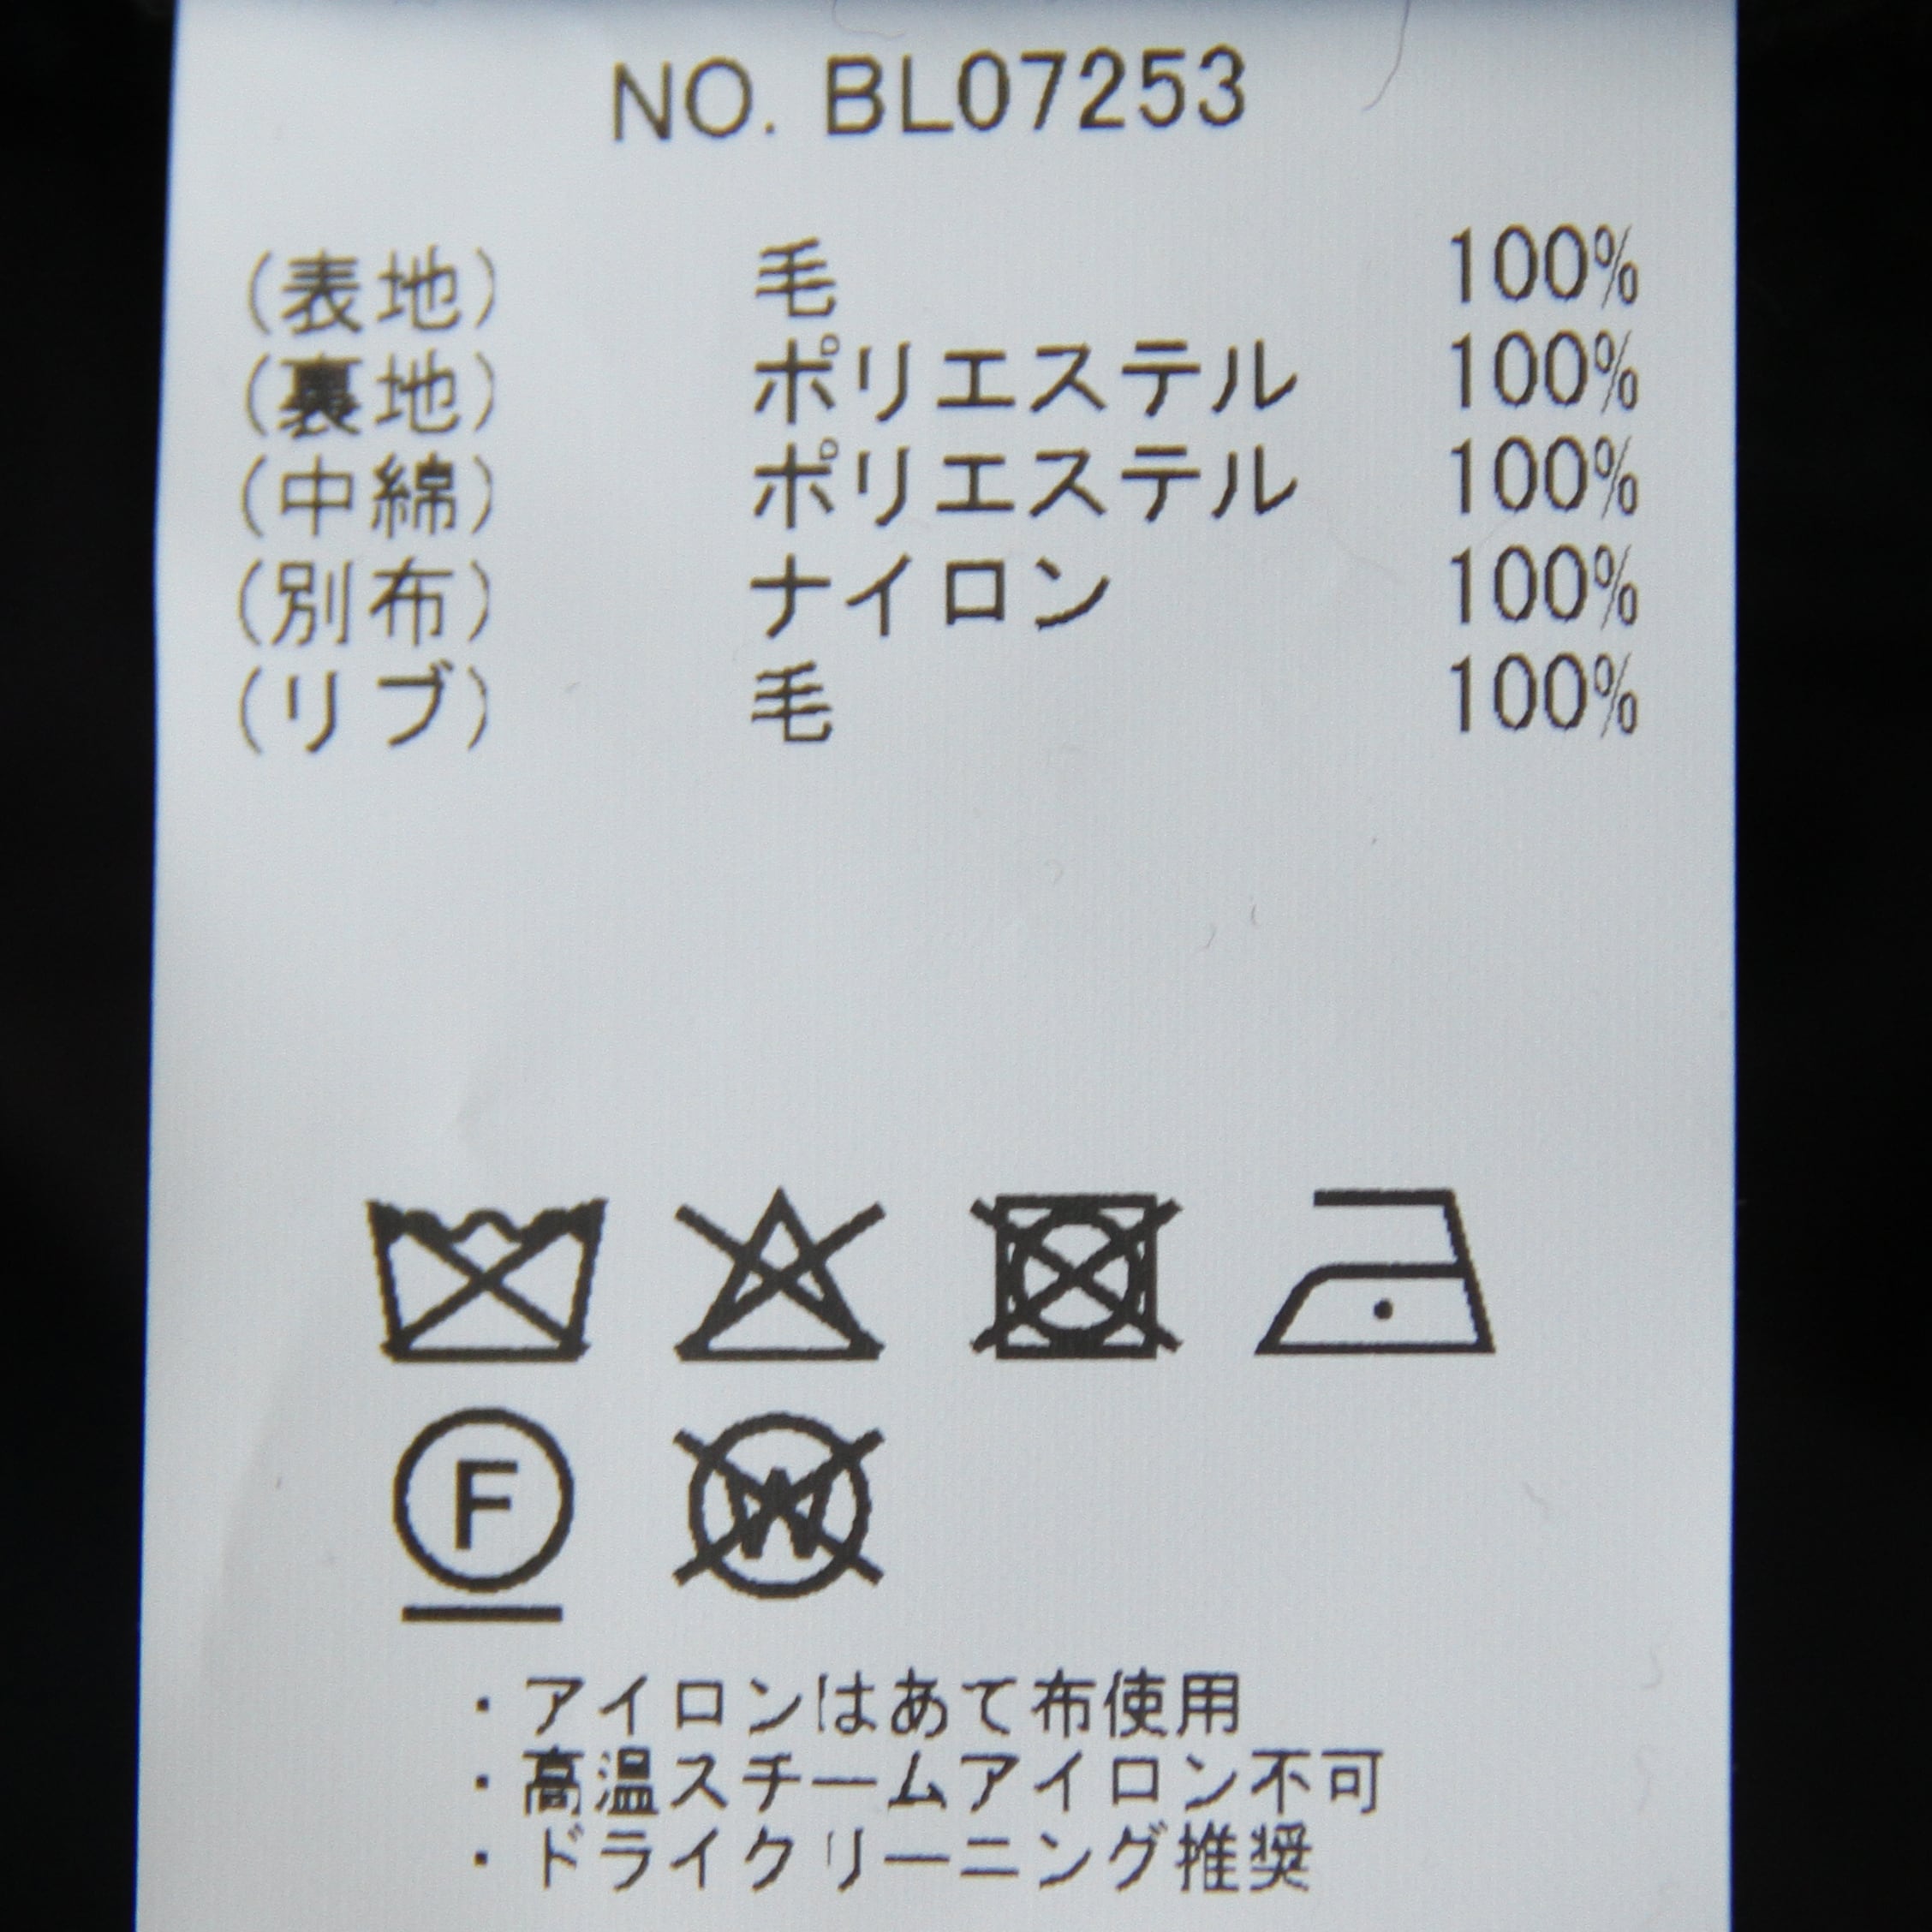 NO. BL07253
(表地) 毛 100%
(裏地) ポリエステル 100%
(中綿) ポリエステル 100%
(別布) ナイロン 100%
(リブ) 毛 100%
F W
・アイロンはあて布使用
・高温スチームアイロン不可
・ドライクリーニング推奨